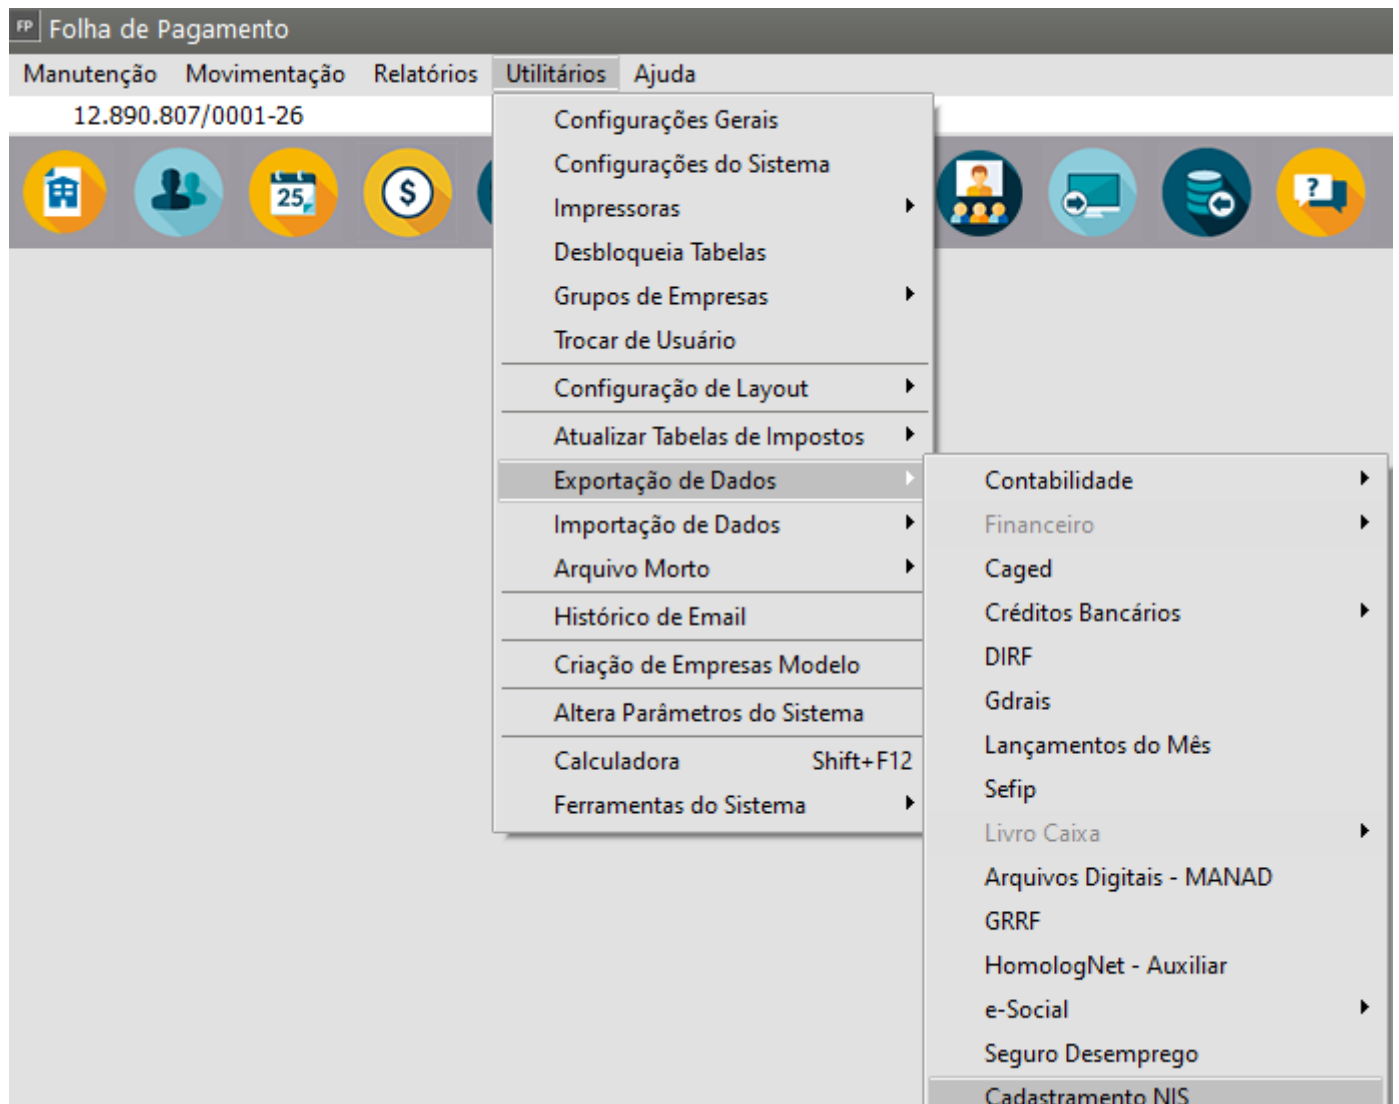 FP Folha de Pagamento
Manutenção Movimentação Relatórios Utilitários Ajuda
12.890.807/0001-26
25
$
?
Configurações Gerais
Configurações do Sistema
Impressoras
Desbloqueia Tabelas
Grupos de Empresas
Trocar de Usuário
Configuração de Layout
Atualizar Tabelas de Impostos
Exportação de Dados
Importação de Dados
Arquivo Morto
Histórico de Email
Criação de Empresas Modelo
Altera Parâmetros do Sistema
Calculadora Shift+F12
Ferramentas do Sistema
Contabilidade
Financeiro
Caged
Créditos Bancários
DIRF
Gdrais
Lançamentos do Mês
Sefip
Livro Caixa
Arquivos Digitais - MANAD
GRRF
HomologNet - Auxiliar
e-Social
Seguro Desemprego
Cadastramento NIS